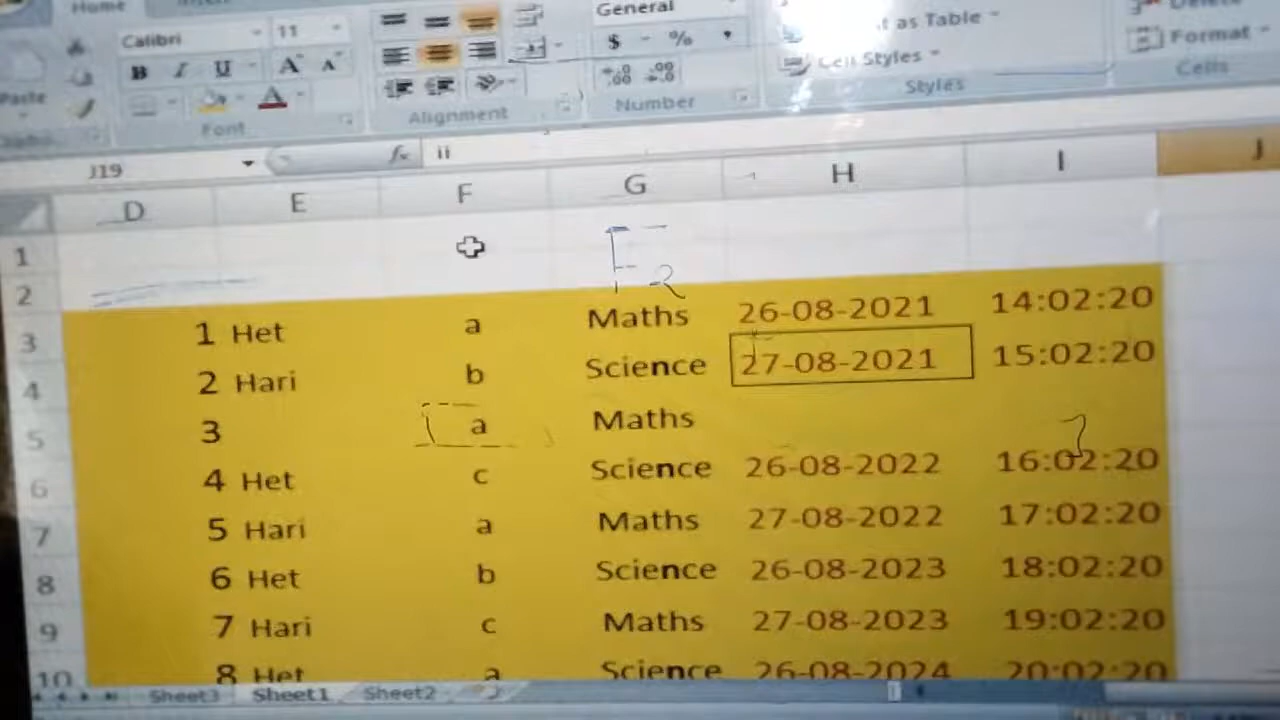 Home
Calibri 11 General
$ % , t as Table Format
B I U A A Cell Styles
Paste .00 .00 Cells
Font Alignment Number Styles
J19 fx ii
D E F G H I J
1
F2
2 1 Het a Maths 26-08-2021 14:02:20
3 2 Hari b Science 27-08-2021 15:02:20
4 3 a Maths
5 4 Het c Science 26-08-2022 16:02:20
6 5 Hari a Maths 27-08-2022 17:02:20
7 6 Het b Science 26-08-2023 18:02:20
8 7 Hari c Maths 27-08-2023 19:02:20
9 8 Het a Science 26-08-2024 20:02:20
10
Sheet3 Sheet1 Sheet2